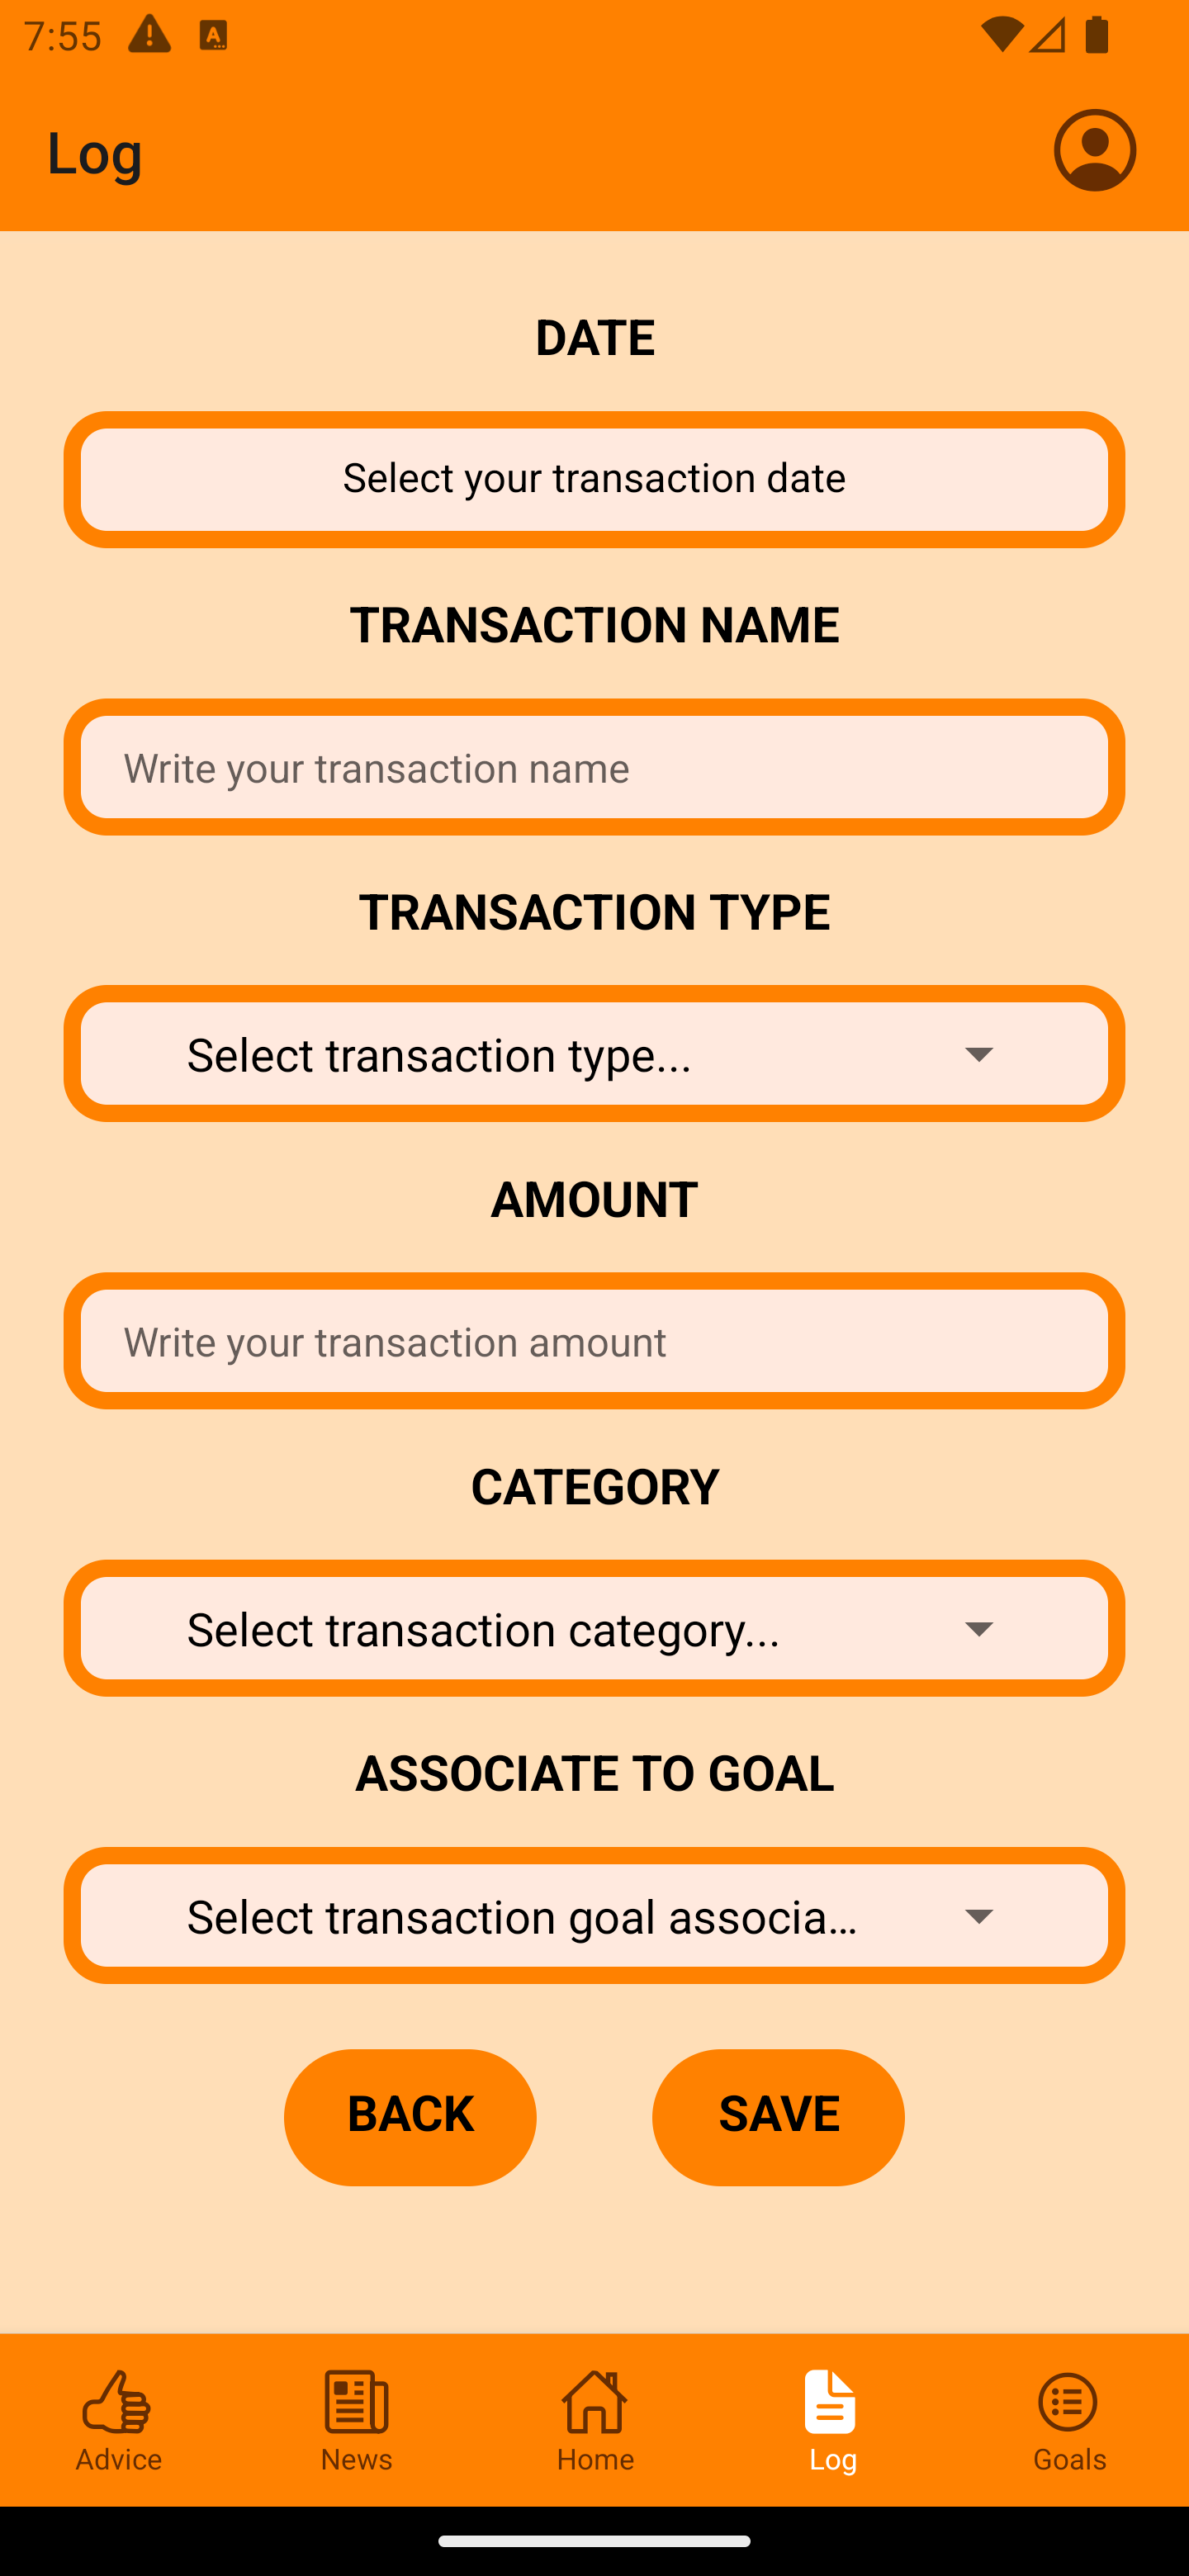 7:55
Log
DATE
Select your transaction date
TRANSACTION NAME
Write your transaction name
TRANSACTION TYPE
Select transaction type...
AMOUNT
Write your transaction amount
CATEGORY
Select transaction category...
ASSOCIATE TO GOAL
Select transaction goal associa...
BACK SAVE
Advice News Home Log Goals